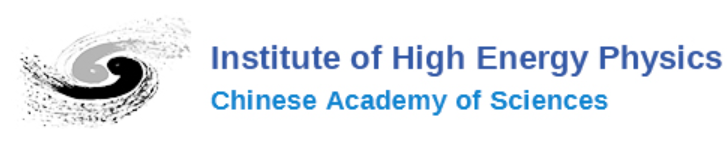 Institute of High Energy Physics
Chinese Academy of Sciences